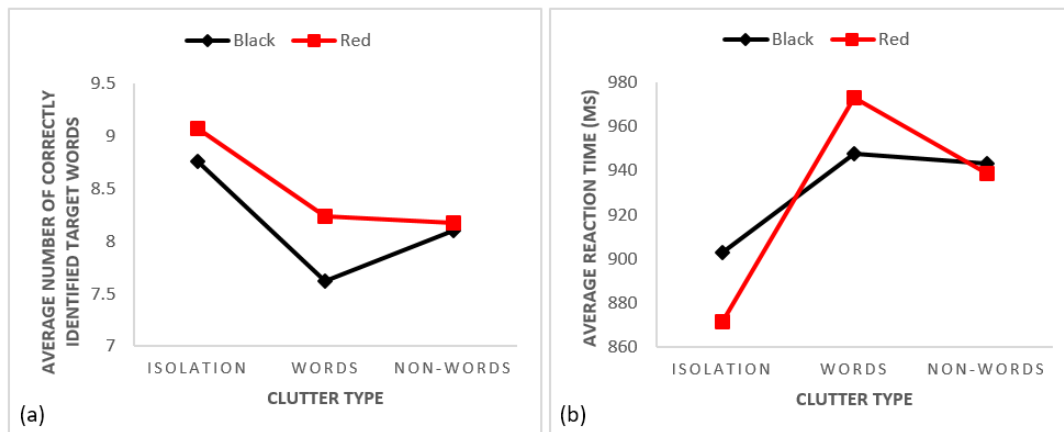 Black Red
AVERAGE NUMBER OF CORRECTLY
IDENTIFIED TARGET WORDS
9.5
9
8.5
8
7.5
7
ISOLATION WORDS NON-WORDS
CLUTTER TYPE
(a)
Black Red
AVERAGE REACTION TIME (MS)
980
960
940
920
900
880
860
ISOLATION WORDS NON-WORDS
CLUTTER TYPE
(b)